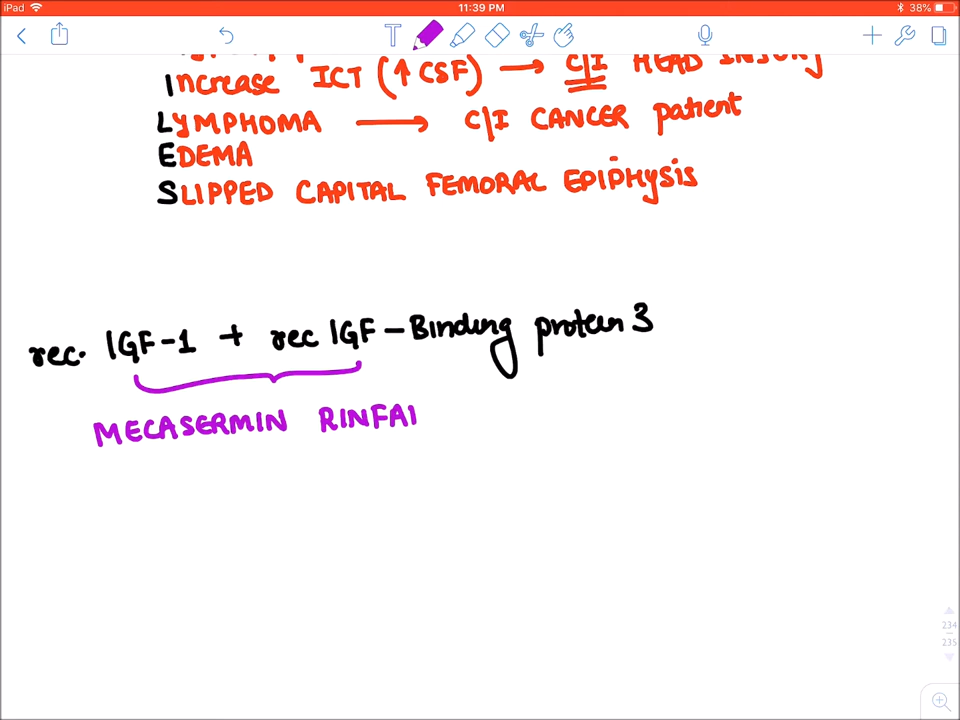 iPad 11:39 PM 38%
Increase ICT (↑ CSF) → C/I HEAD INJURY
LYMPHOMA → C/I CANCER patient
EDEMA
SLIPPED CAPITAL FEMORAL EPIPHYSIS
rec. IGF-1 + rec IGF-Binding protein 3
MECASERMIN RINFAI
234
235